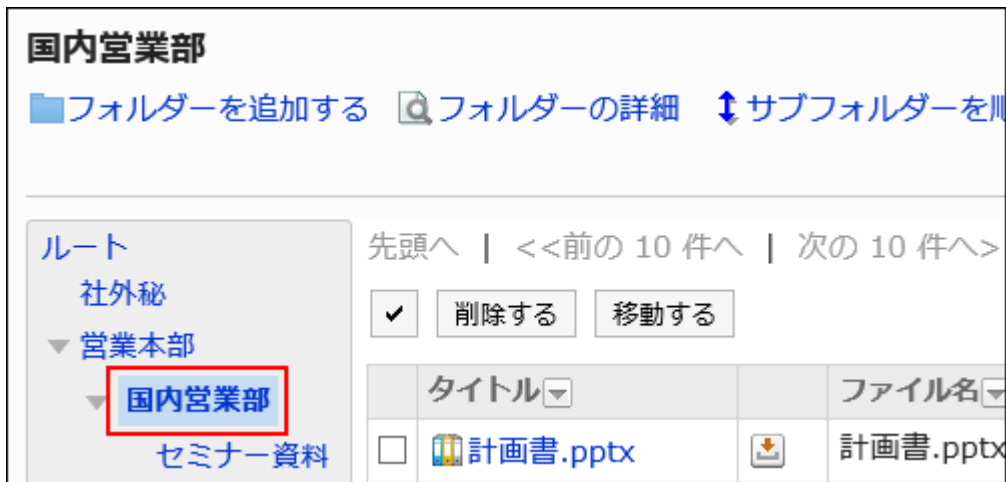 国内営業部
フォルダーを追加する フォルダーの詳細 サブフォルダーを
ルート
社外秘
営業本部
国内営業部
セミナー資料
先頭へ | <<前の 10 件へ | 次の 10 件へ>
削除する 移動する
タイトル ファイル名
計画書.pptx 計画書.pptx